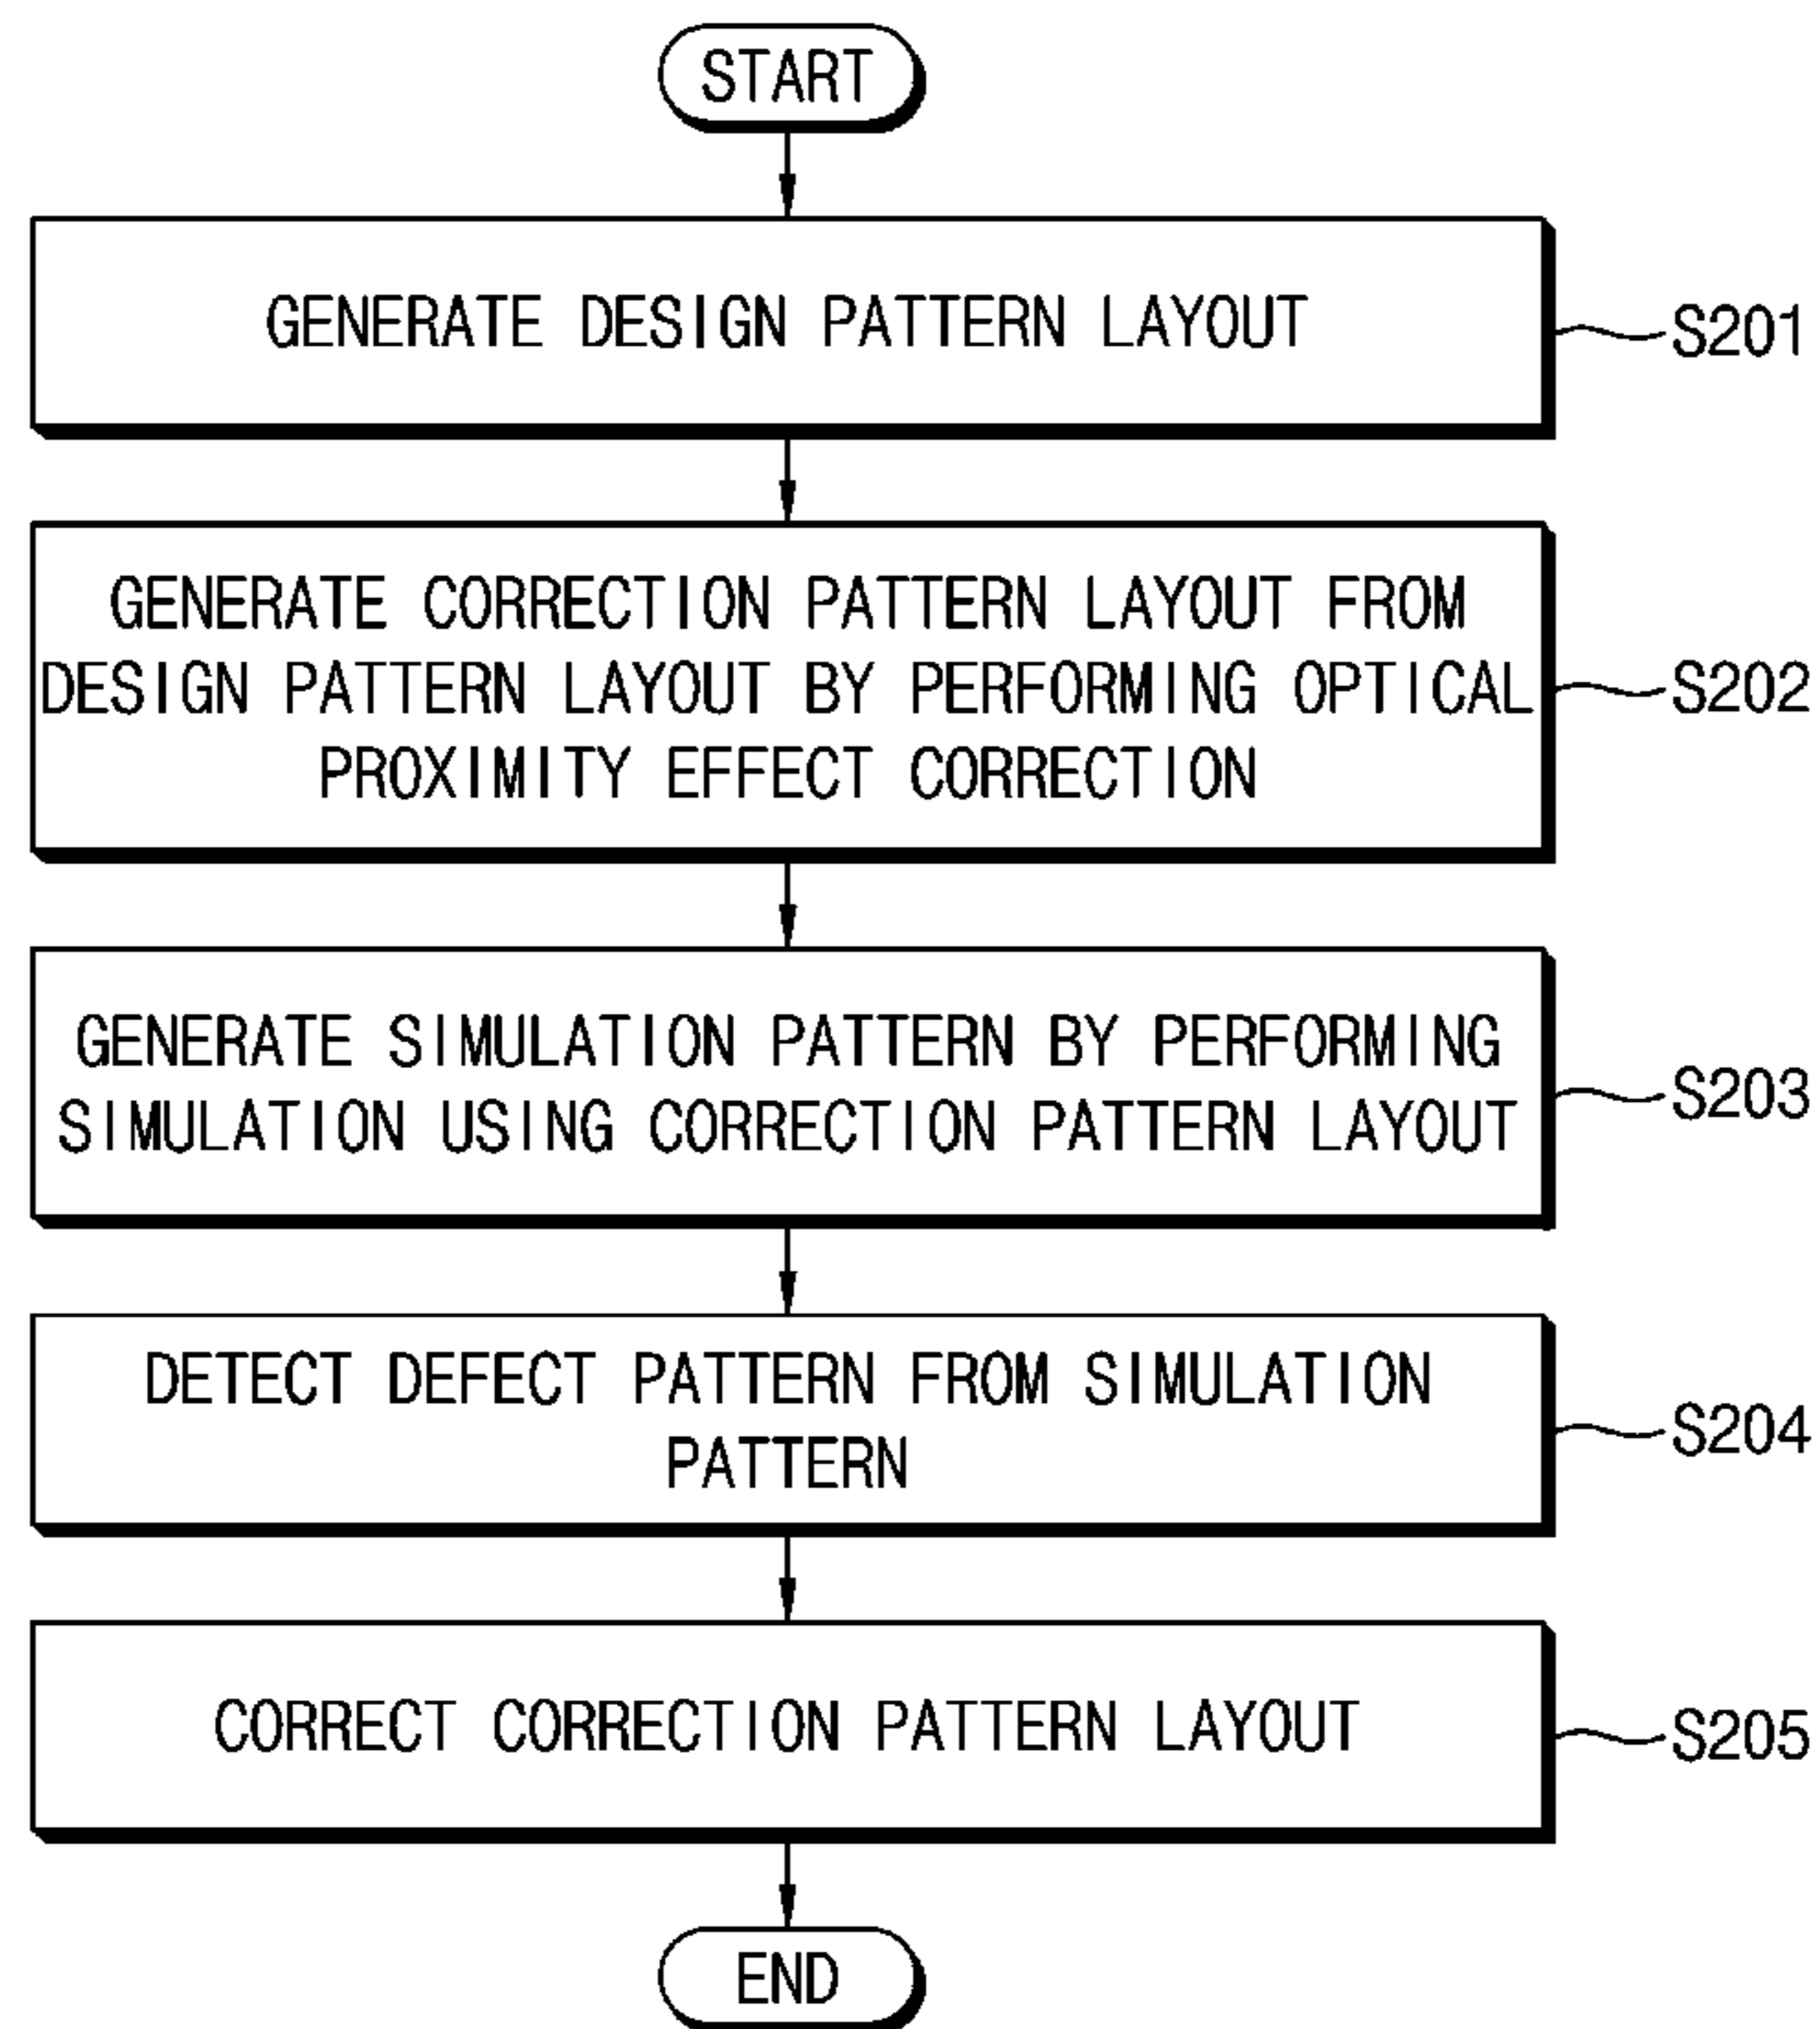 START
GENERATE DESIGN PATTERN LAYOUT
S201
GENERATE CORRECTION PATTERN LAYOUT FROM
DESIGN PATTERN LAYOUT BY PERFORMING OPTICAL
PROXIMITY EFFECT CORRECTION
S202
GENERATE SIMULATION PATTERN BY PERFORMING
SIMULATION USING CORRECTION PATTERN LAYOUT
S203
DETECT DEFECT PATTERN FROM SIMULATION
PATTERN
S204
CORRECT CORRECTION PATTERN LAYOUT
S205
END